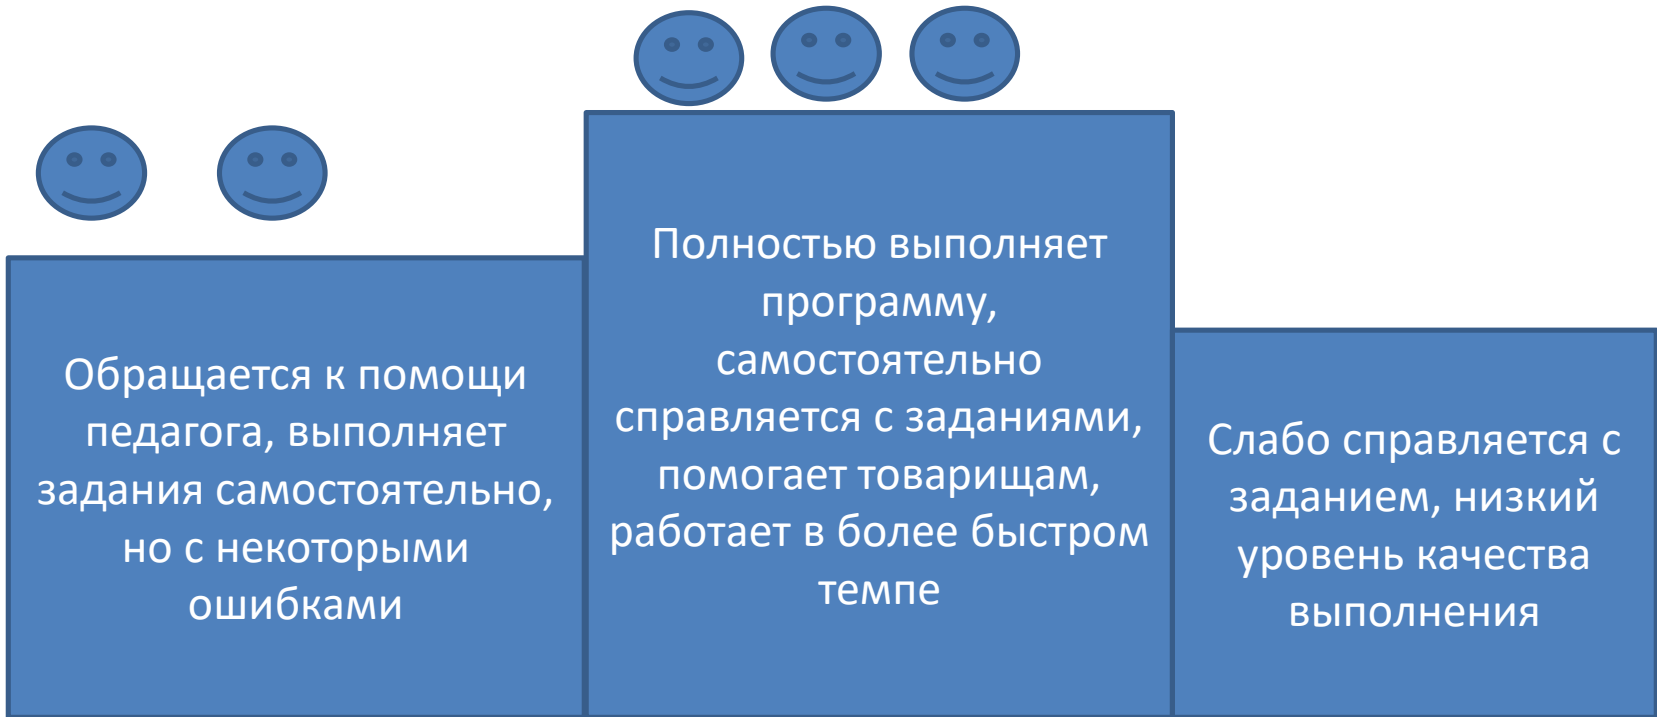 Обращается к помощи
педагога, выполняет
задания самостоятельно,
но с некоторыми
ошибками
Полностью выполняет
программу,
самостоятельно
справляется с заданиями,
помогает товарищам,
работает в более быстром
темпе
Слабо справляется с
заданием, низкий
уровень качества
выполнения